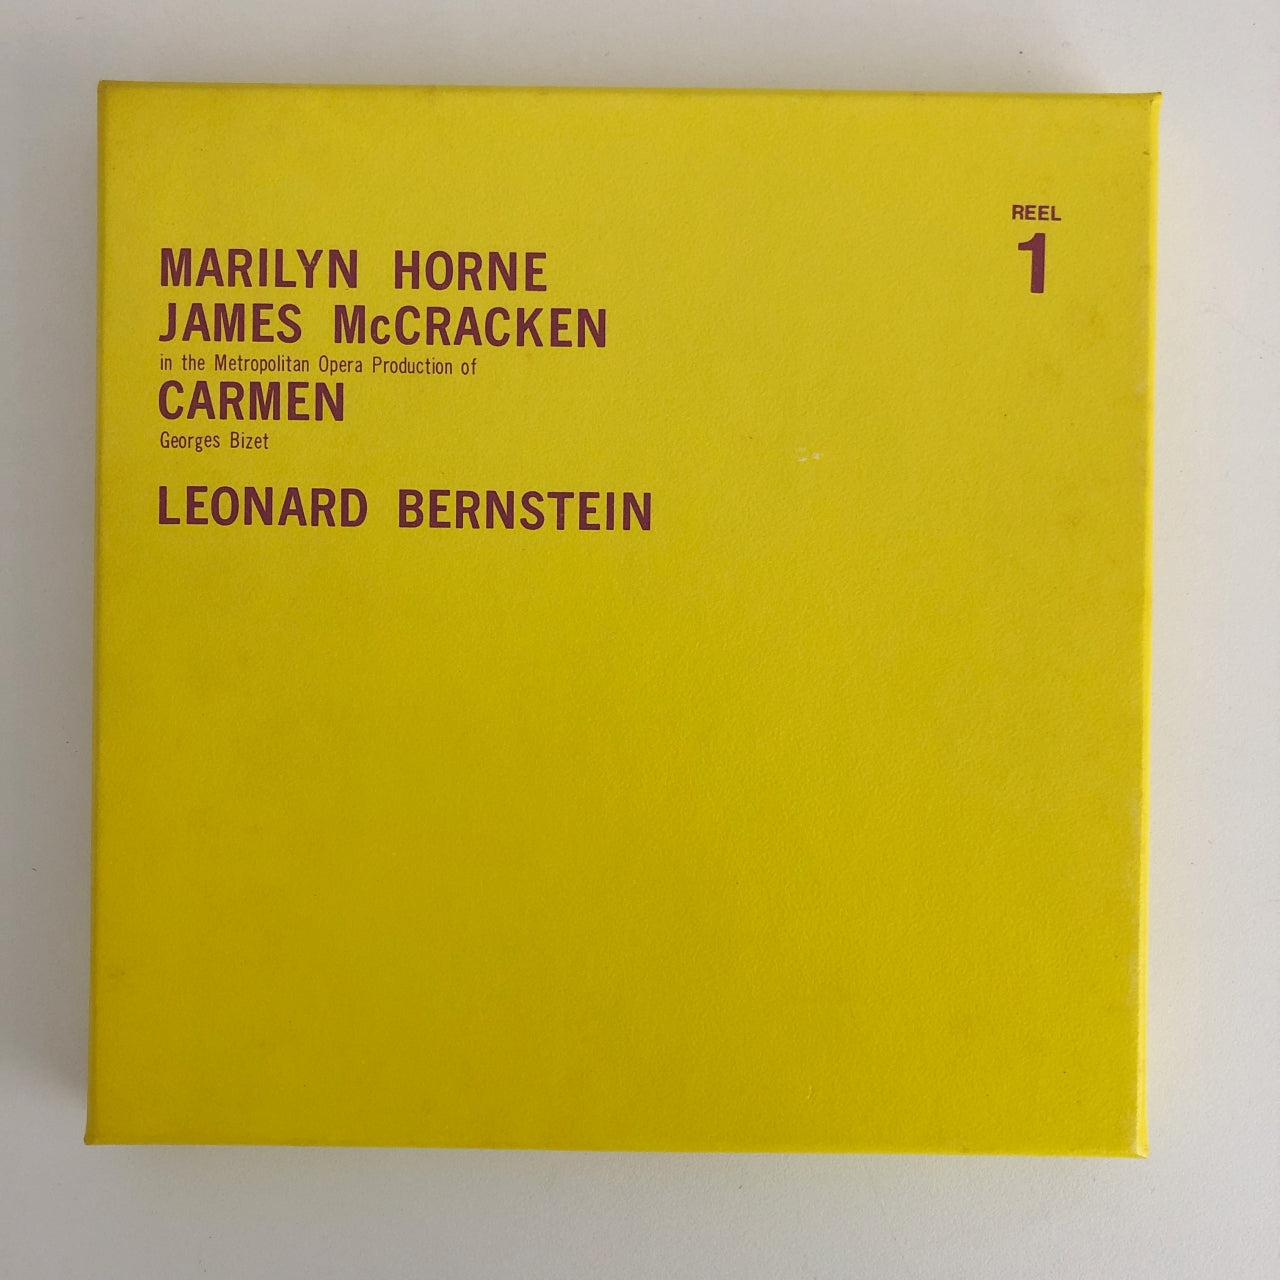 REEL
1
MARILYN HORNE
JAMES McCRACKEN
in the Metropolitan Opera Production of
CARMEN
Georges Bizet
LEONARD BERNSTEIN